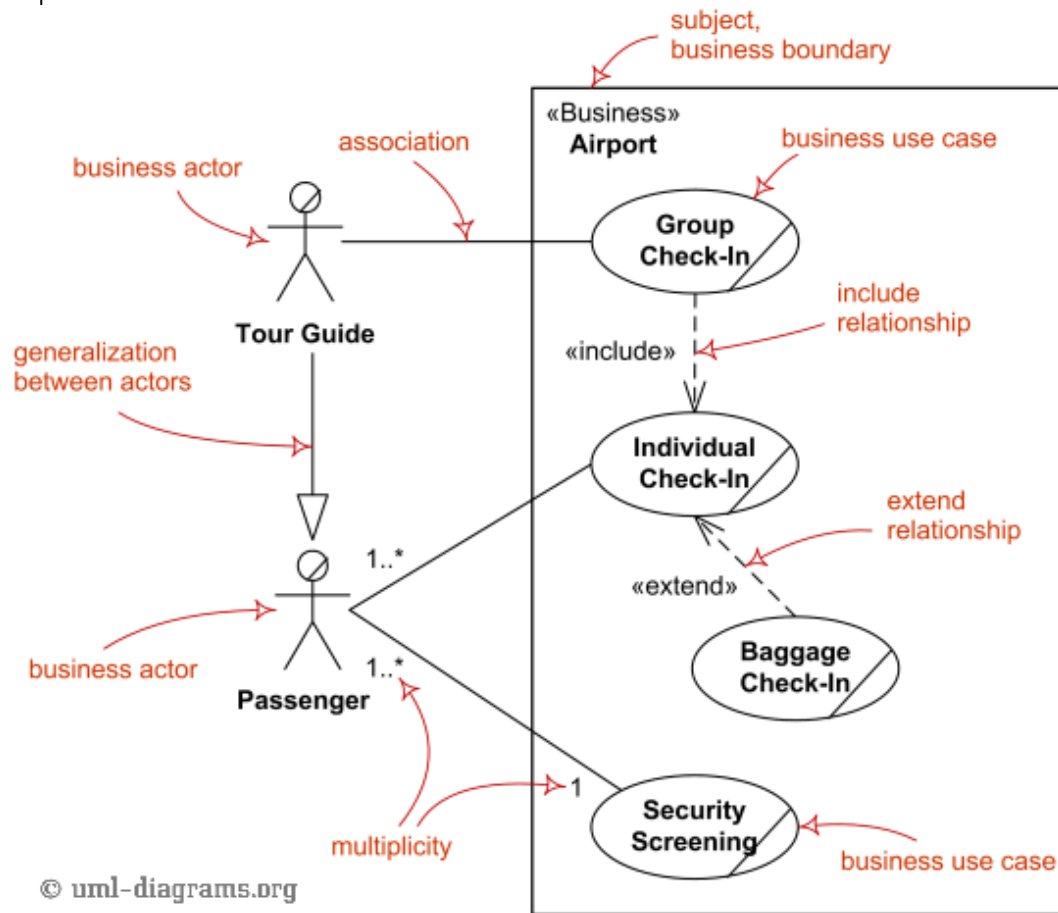 subject,
business boundary
«Business»
Airport
association
business use case
business actor
Group
Check-In
Tour Guide
include
relationship
«include»
generalization
between actors
Individual
Check-In
extend
relationship
1..*
«extend»
business actor
1..*
Baggage
Check-In
Passenger
1
multiplicity
Security
Screening
business use case
© uml-diagrams.org